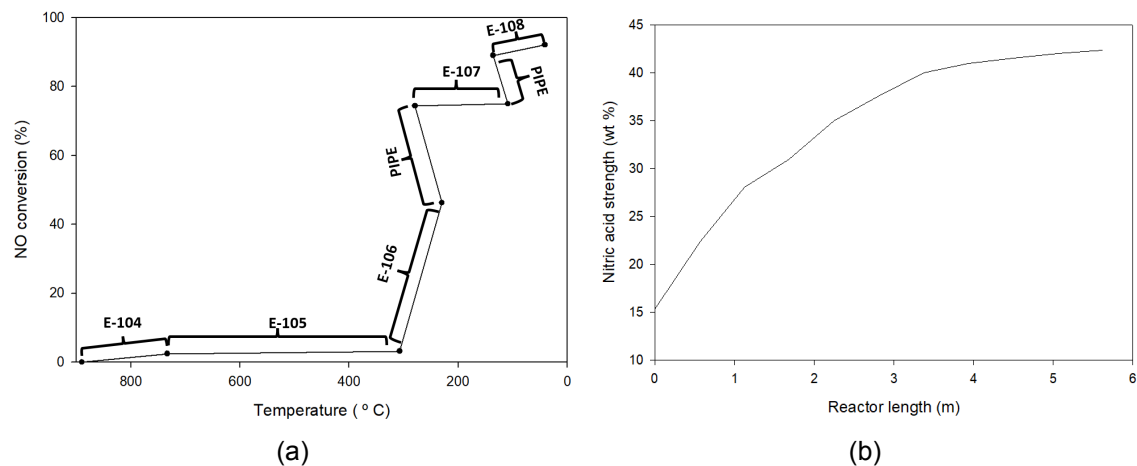 100
80
60
40
20
0
NO conversion (%)
800
600
400
200
0
Temperature ( º C)
E-104
E-105
E-106
PIPE
E-107
E-108
PIPE
(a)
45
40
35
30
25
20
15
10
Nitric acid strength (wt %)
0
1
2
3
4
5
6
Reactor length (m)
(b)